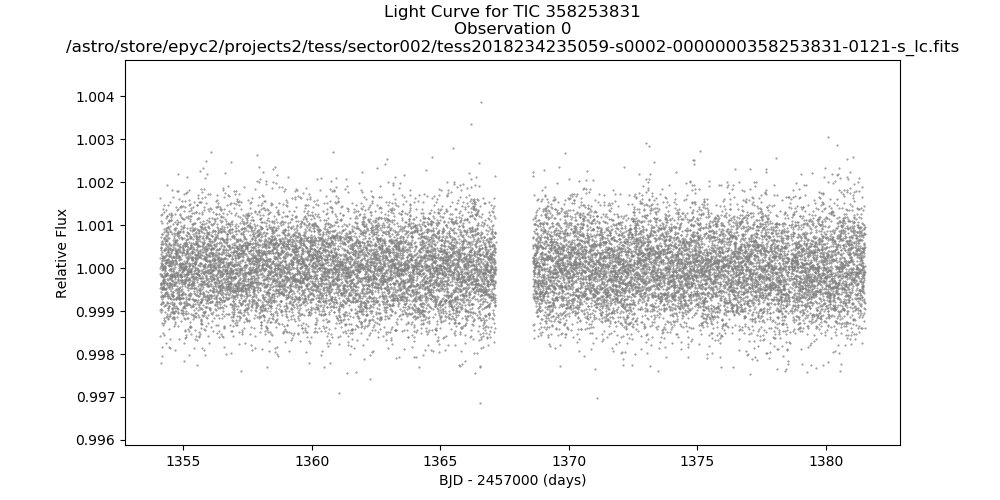 Light Curve for TIC 358253831
Observation 0
/astro/store/epyc2/projects2/tess/sector002/tess2018234235059-s0002-0000000358253831-0121-s_lc.fits
1.004
1.003
1.002
1.001
1.000
0.999
0.998
0.997
0.996
Relative Flux
1355 1360 1365 1370 1375 1380
BJD - 2457000 (days)